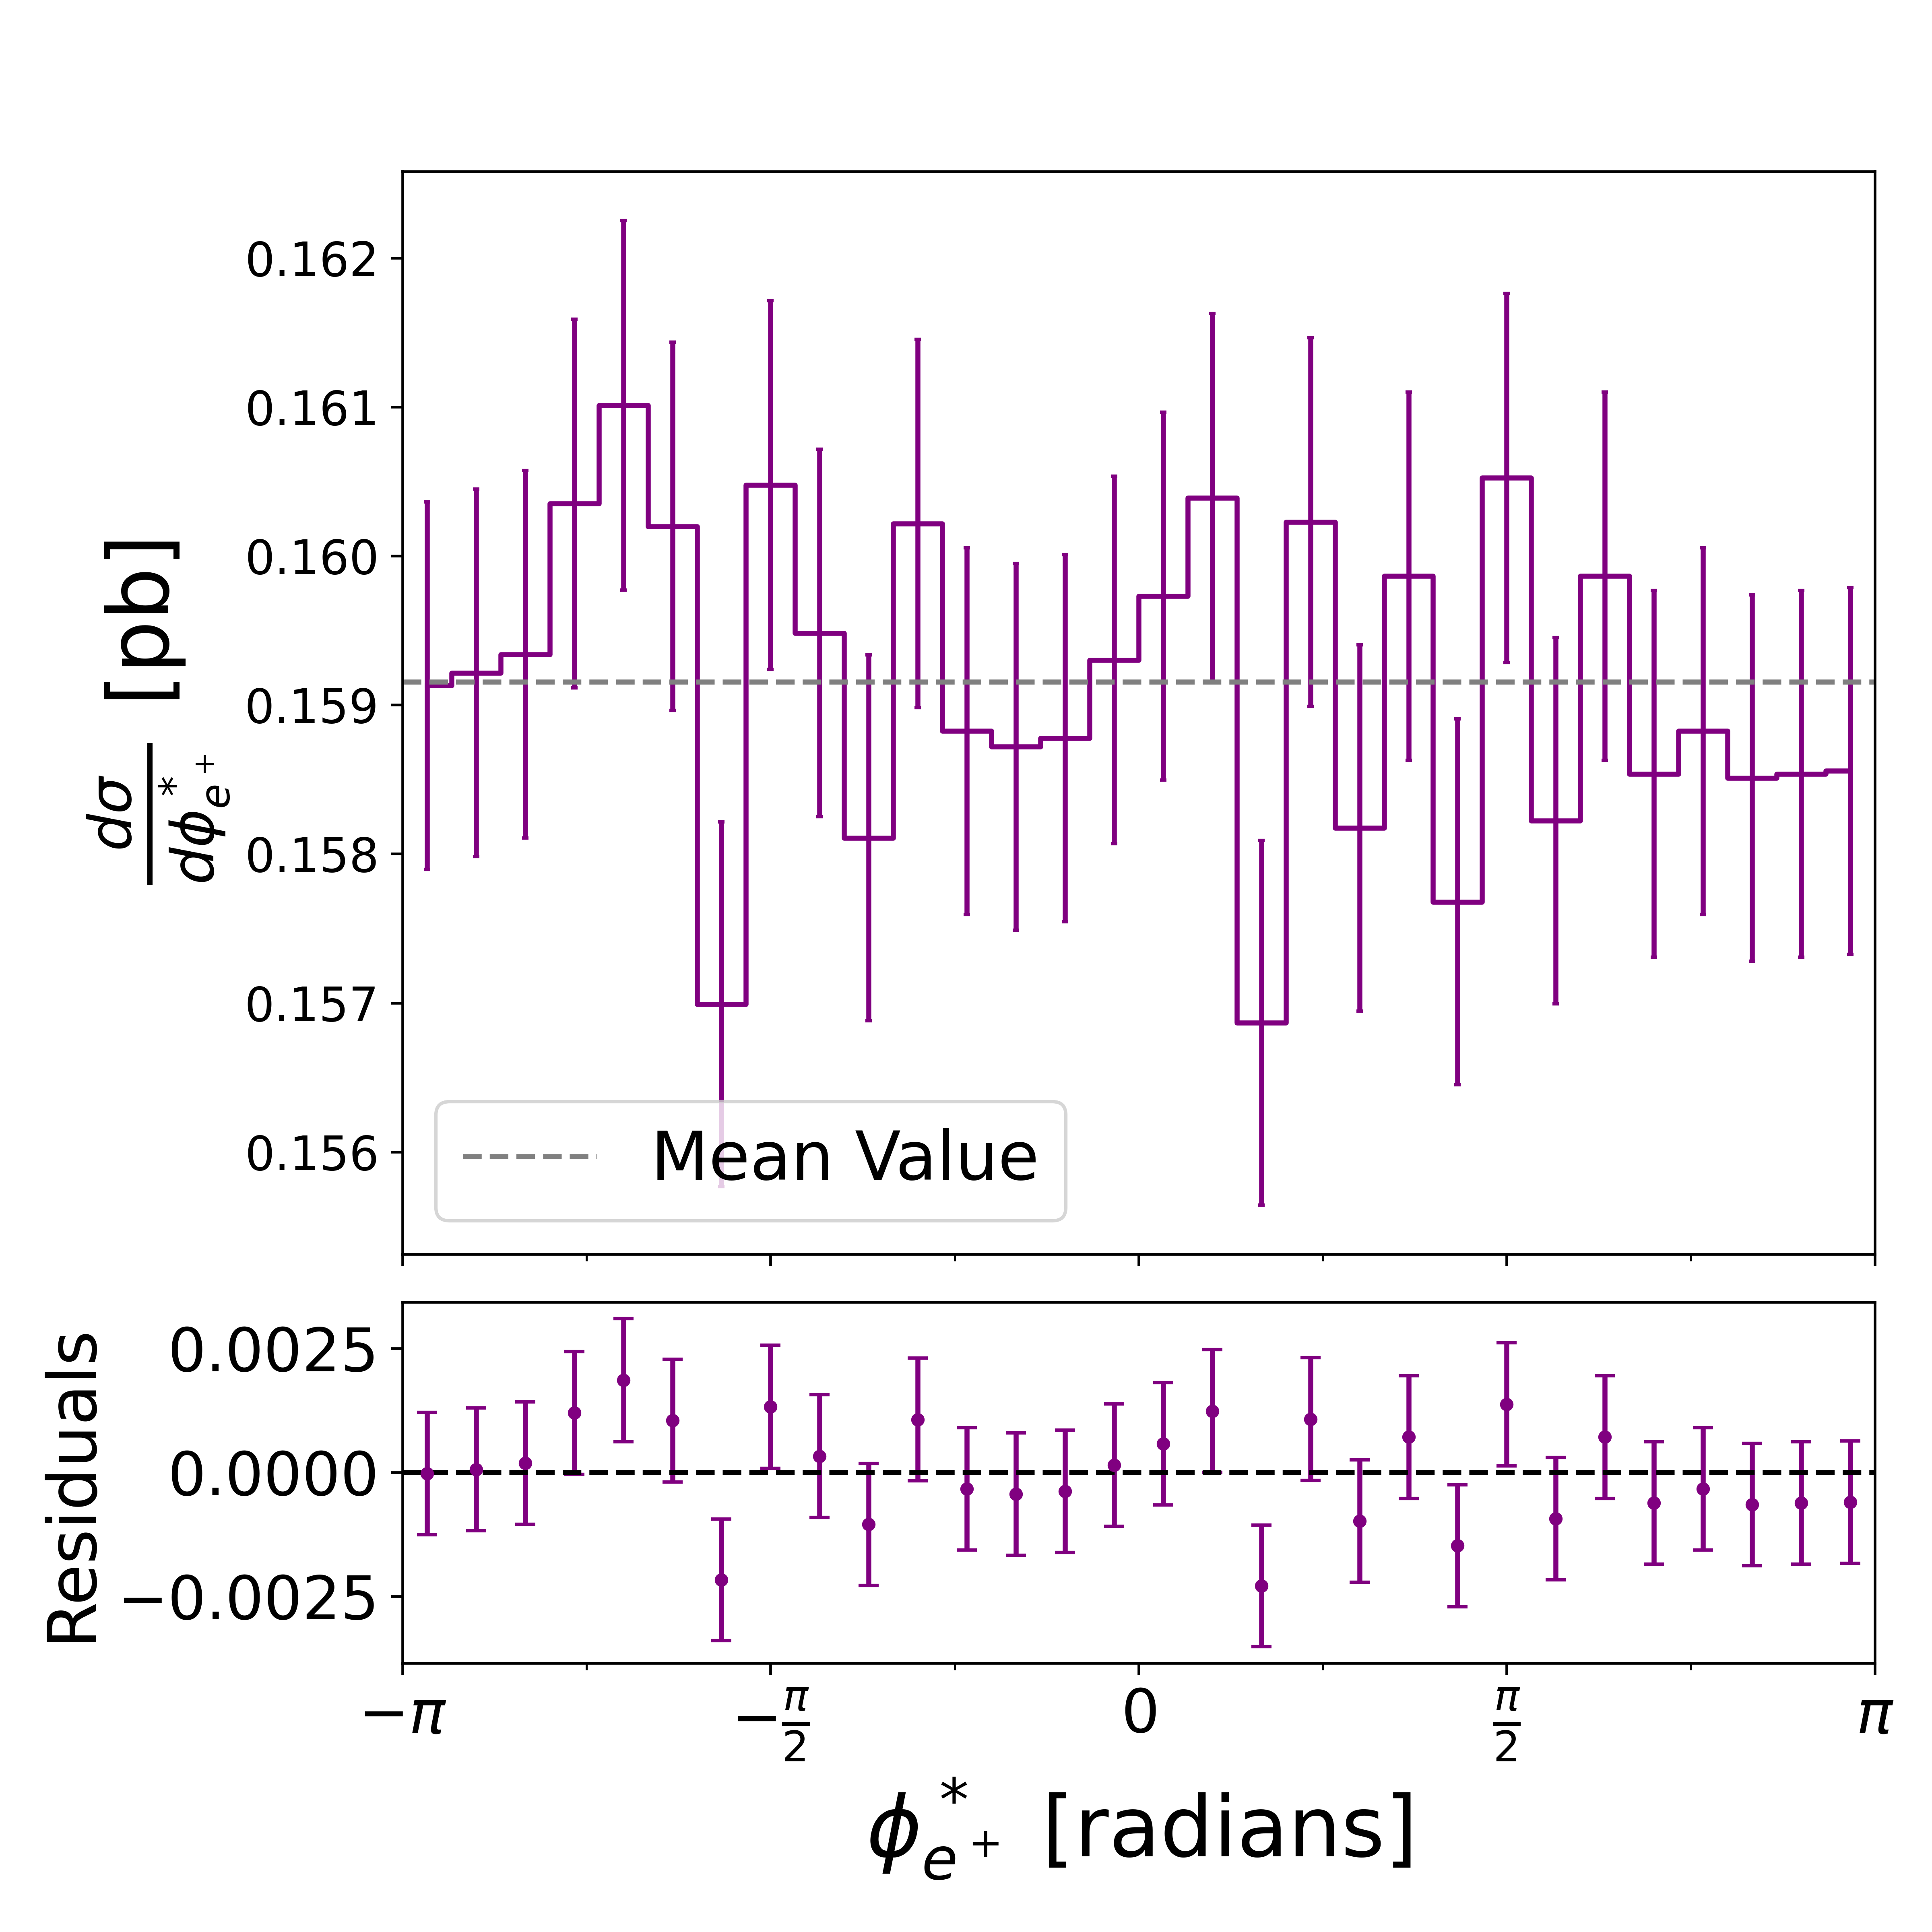 0.162
0.161
0.160
0.159
0.158
0.157
0.156
dσ/dϕ*_{e^+} [pb]
Mean Value
0.0025
0.0000
−0.0025
Residuals
−π −π/2 0 π/2 π
ϕ*_{e^+} [radians]